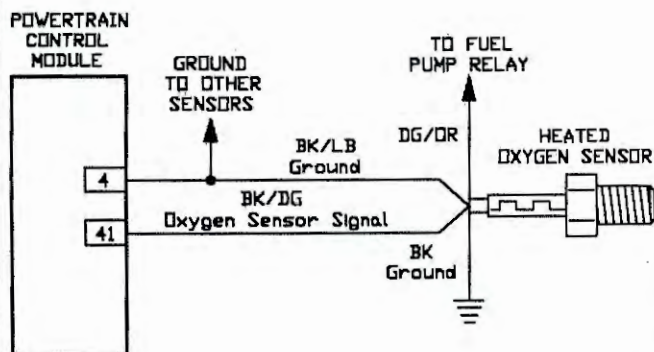 POWERTRAIN
CONTROL
MODULE
GROUND
TO OTHER
SENSORS
TO FUEL
PUMP RELAY
HEATED
OXYGEN SENSOR
DG/OR
BK/LB
Ground
4
BK/DG
Oxygen Sensor Signal
41
BK
Ground